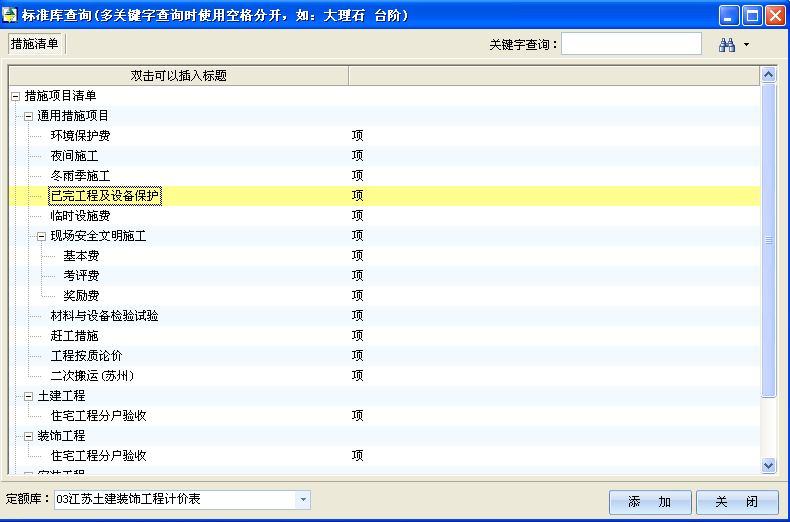 标准库查询(多关键字查询时使用空格分开，如：大理石 台阶)
措施清单 关键字查询：
双击可以插入标题
措施项目清单
通用措施项目
环境保护费 项
夜间施工 项
冬雨季施工 项
已完工程及设备保护 项
临时设施费 项
现场安全文明施工 项
基本费 项
考评费 项
奖励费 项
材料与设备检验试验 项
赶工措施 项
工程按质论价 项
二次搬运(苏州) 项
土建工程
住宅工程分户验收 项
装饰工程
住宅工程分户验收 项
定额库： 03江苏土建装饰工程计价表 添 加 关 闭